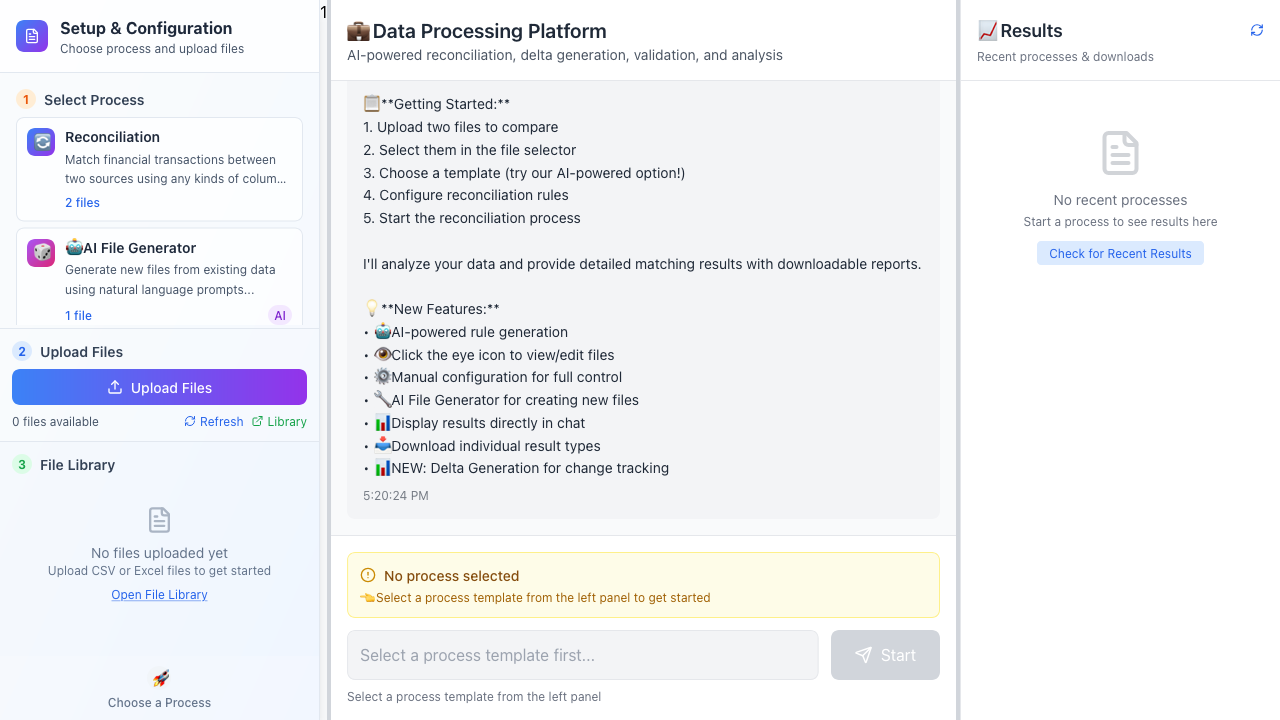 Setup & Configuration
Choose process and upload files
1 Select Process
Reconciliation
Match financial transactions between
two sources using any kinds of colum...
2 files
🤖AI File Generator
Generate new files from existing data
using natural language prompts...
1 file AI
2 Upload Files
Upload Files
0 files available Refresh Library
3 File Library
No files uploaded yet
Upload CSV or Excel files to get started
Open File Library
🚀
Choose a Process
1
💼Data Processing Platform
AI-powered reconciliation, delta generation, validation, and analysis
📋**Getting Started:**
1. Upload two files to compare
2. Select them in the file selector
3. Choose a template (try our AI-powered option!)
4. Configure reconciliation rules
5. Start the reconciliation process
I'll analyze your data and provide detailed matching results with downloadable reports.
💡**New Features:**
• 🤖AI-powered rule generation
• 👁️Click the eye icon to view/edit files
• ⚙️Manual configuration for full control
• 🔧AI File Generator for creating new files
• 📊Display results directly in chat
• 📥Download individual result types
• 📊NEW: Delta Generation for change tracking
5:20:24 PM
No process selected
👈Select a process template from the left panel to get started
Select a process template first...
Start
Select a process template from the left panel
📈Results
Recent processes & downloads
No recent processes
Start a process to see results here
Check for Recent Results